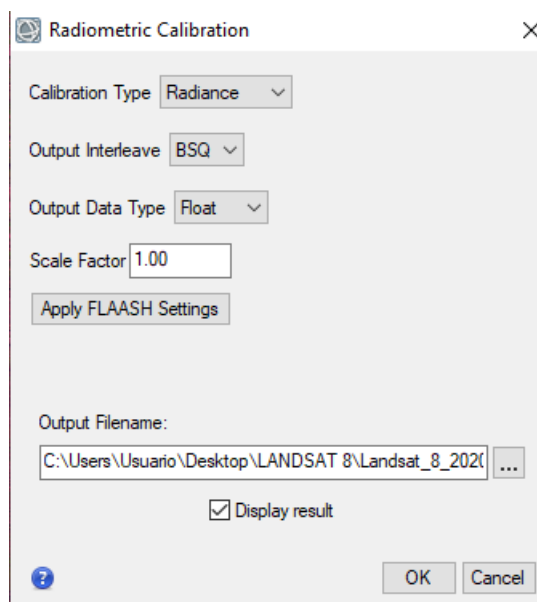 Radiometric Calibration
Calibration Type Radiance
Output Interleave BSQ
Output Data Type Float
Scale Factor 1.00
Apply FLAASH Settings
Output Filename:
C:\Users\Usuario\Desktop\LANDSAT 8\Landsat_8_202 ...
Display result
? OK Cancel